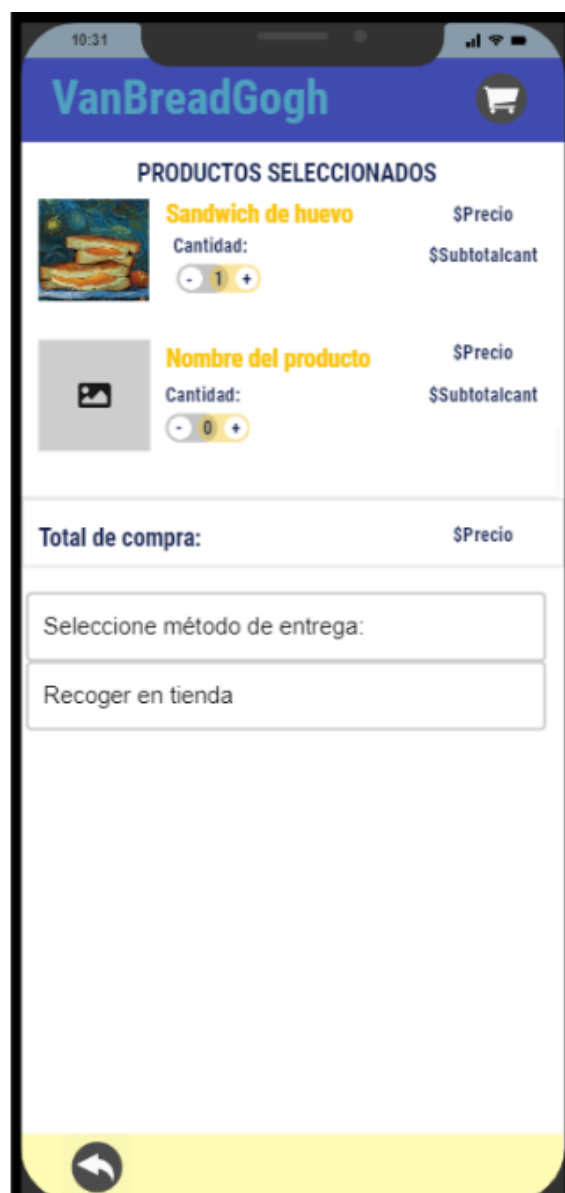 10:31
VanBreadGogh
PRODUCTOS SELECCIONADOS
Sandwich de huevo $Precio
Cantidad: $Subtotalcant
- 1 +
Nombre del producto $Precio
Cantidad: $Subtotalcant
- 0 +
Total de compra: $Precio
Seleccione método de entrega:
Recoger en tienda